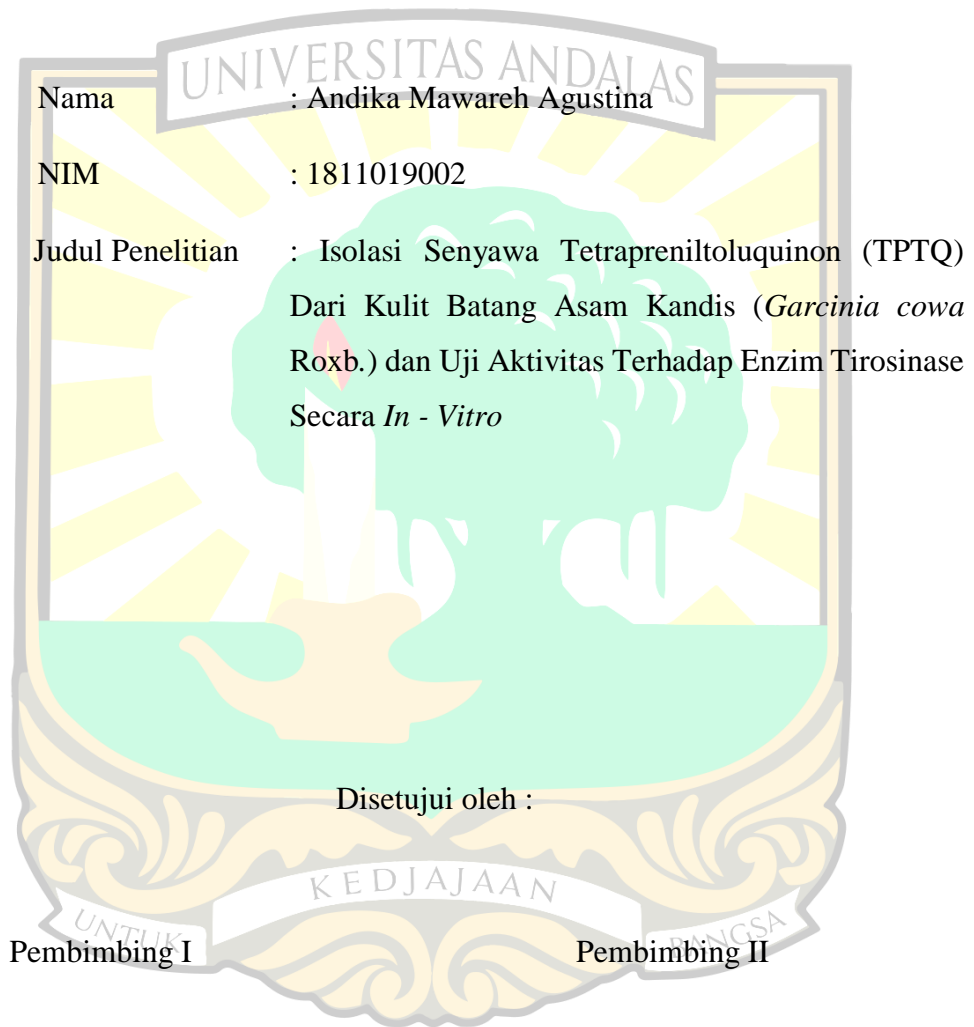 UNIVERSITAS ANDALAS
Nama : Andika Mawareh Agustina
NIM : 1811019002
Judul Penelitian : Isolasi Senyawa Tetrapreniltoluquinon (TPTQ)
Dari Kulit Batang Asam Kandis (Garcinia cowa
Roxb.) dan Uji Aktivitas Terhadap Enzim Tirosinase
Secara In - Vitro
Disetujui oleh :
UNTUK KEDJAJAAN BANGSA
Pembimbing I Pembimbing II